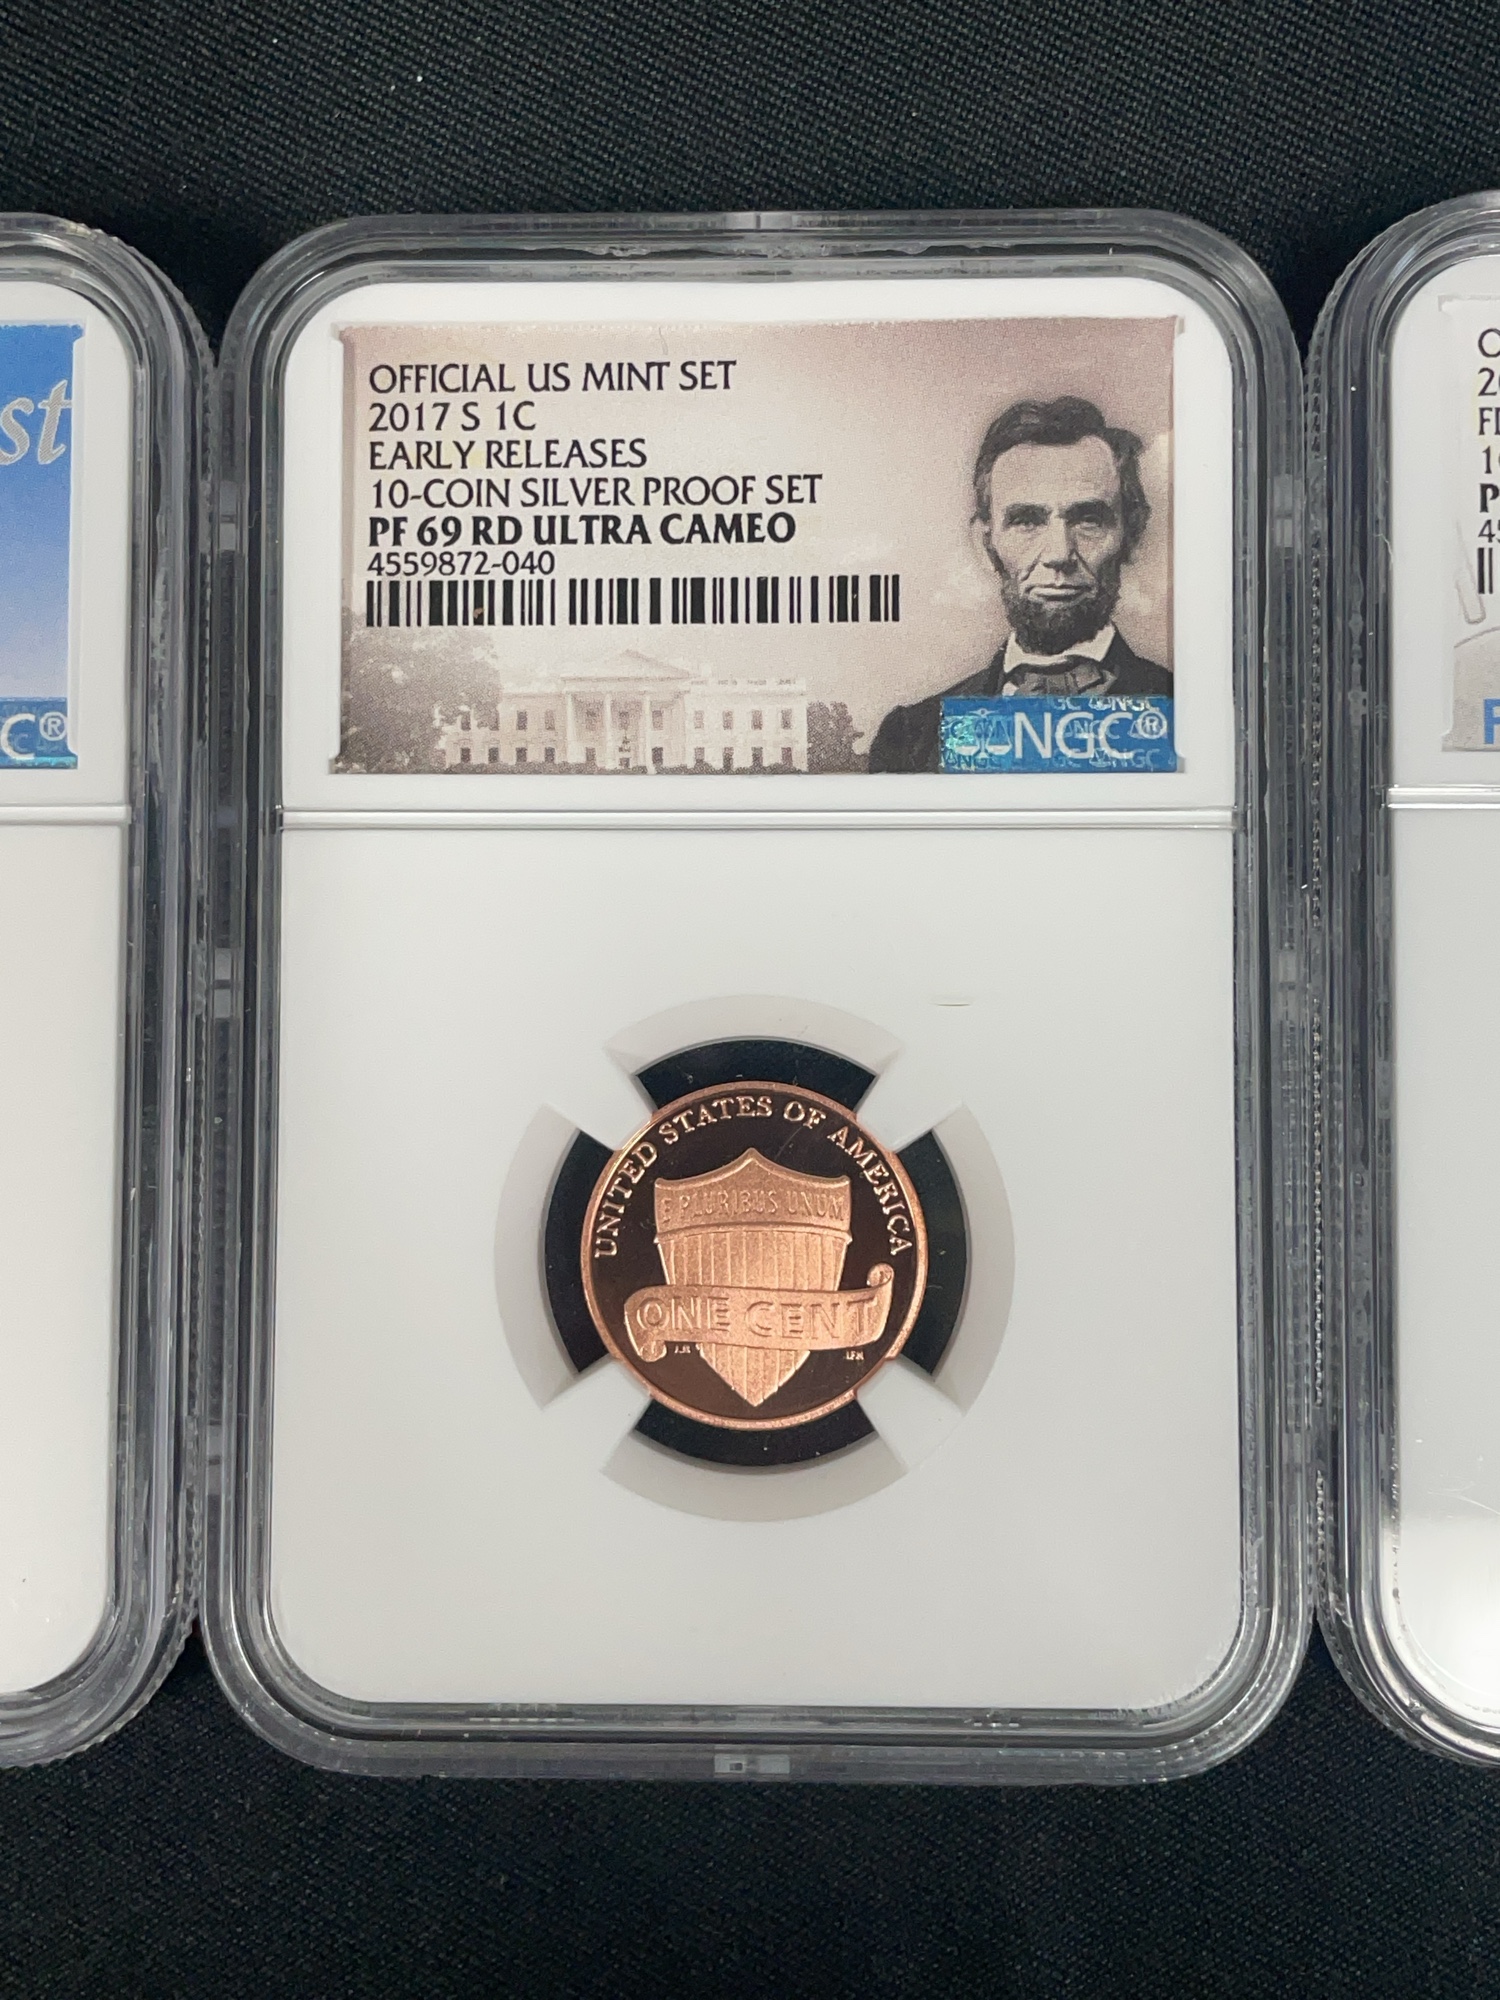 st
C®
OFFICIAL US MINT SET
2017 S 1C
EARLY RELEASES
10-COIN SILVER PROOF SET
PF 69 RD ULTRA CAMEO
4559872-040
NGC®
UNITED STATES OF AMERICA
E PLURIBUS UNUM
ONE CENT